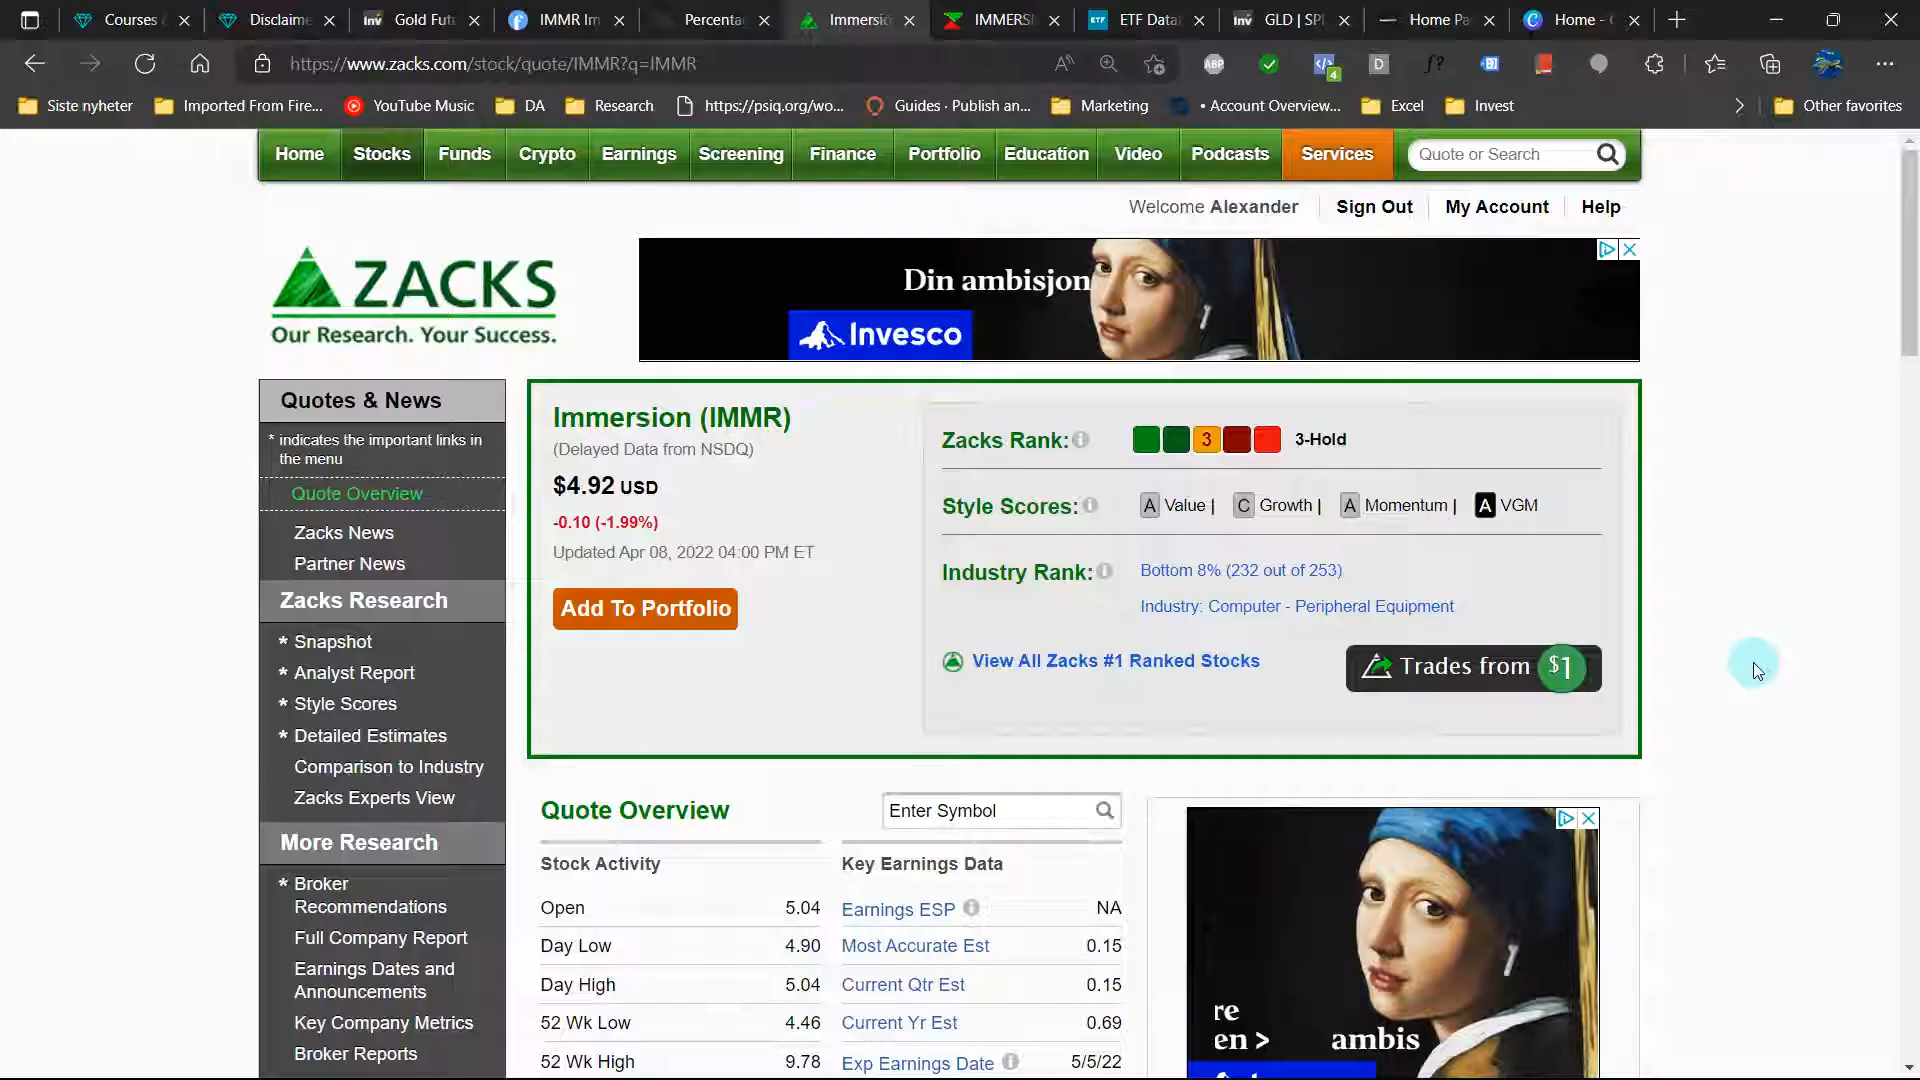 Courses
Disclaime
Gold Fut
IMMR Im
Percenta
Immersio
IMMERSI
ETF Data
GLD | SP
Home Pa
Home - C
https://www.zacks.com/stock/quote/IMMR?q=IMMR
ABP
4
D
Siste nyheter
Imported From Fire...
YouTube Music
DA
Research
https://psiq.org/wo...
Guides · Publish an...
Marketing
• Account Overview...
Excel
Invest
Other favorites
Home
Stocks
Funds
Crypto
Earnings
Screening
Finance
Portfolio
Education
Video
Podcasts
Services
Quote or Search
Welcome Alexander
Sign Out
My Account
Help
ZACKS
Our Research. Your Success.
Din ambisjon
Invesco
Quotes & News
* indicates the important links in
the menu
Quote Overview
Zacks News
Partner News
Zacks Research
* Snapshot
* Analyst Report
* Style Scores
* Detailed Estimates
Comparison to Industry
Zacks Experts View
More Research
* Broker
Recommendations
Full Company Report
Earnings Dates and
Announcements
Key Company Metrics
Broker Reports
Immersion (IMMR)
(Delayed Data from NSDQ)
$4.92 USD
-0.10 (-1.99%)
Updated Apr 08, 2022 04:00 PM ET
Add To Portfolio
Zacks Rank: 3 3-Hold
Style Scores: A Value | C Growth | A Momentum | A VGM
Industry Rank: Bottom 8% (232 out of 253)
Industry: Computer - Peripheral Equipment
View All Zacks #1 Ranked Stocks
Trades from $1
Quote Overview
Enter Symbol
Stock Activity
Open 5.04
Day Low 4.90
Day High 5.04
52 Wk Low 4.46
52 Wk High 9.78
Key Earnings Data
Earnings ESP NA
Most Accurate Est 0.15
Current Qtr Est 0.15
Current Yr Est 0.69
Exp Earnings Date 5/5/22
re
en >
ambis